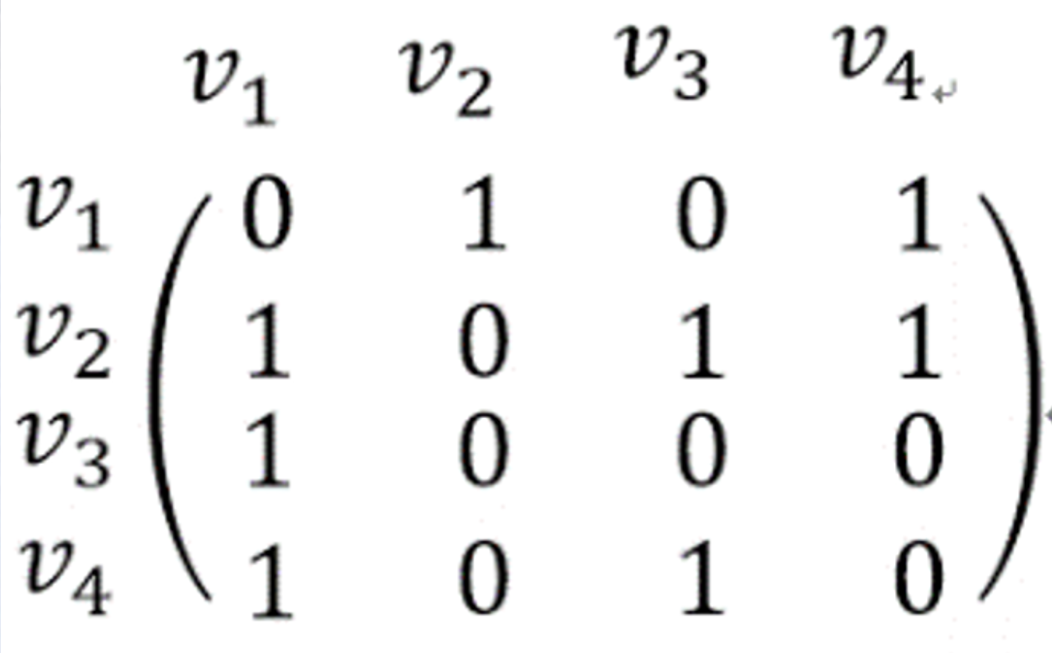 v₁ v₂ v₃ v₄
v₁ 0 1 0 1
v₂ 1 0 1 1
v₃ 1 0 0 0
v₄ 1 0 1 0